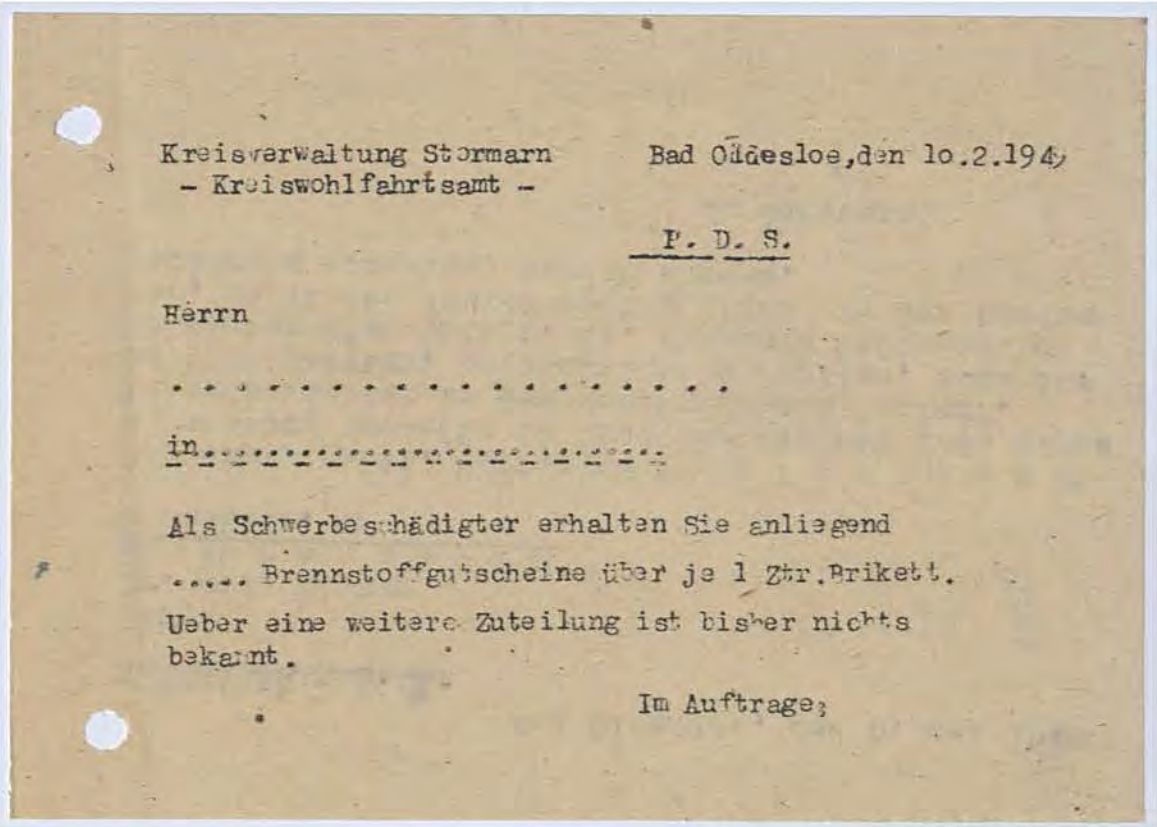 Kreisverwaltung Stormarn
- Kreiswohlfahrtsamt -
Bad Oldesloe,den 10.2.194
P. D. S.
Herrn
. . . . . . . . . . . . . . . . . . .
in..............................
Als Schwerbeschädigter erhalten Sie anliegend
..... Brennstoffgutscheine über je 1 Ztr.Brikett.
Ueber eine weitere Zuteilung ist bisher nichts
bekannt.
Im Auftrage: